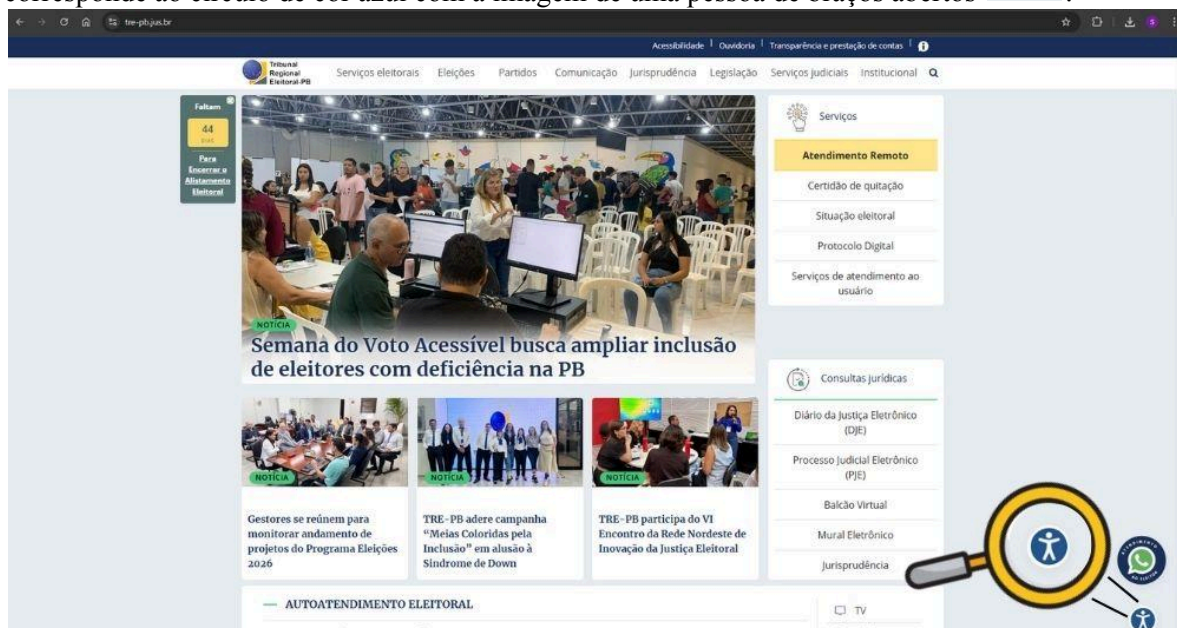 corresponde ao círculo de cor azul com a imagem de uma pessoa de braços abertos
tre-pb.jus.br
Acessibilidade | Ouvidoria | Transparência e prestação de contas |
Tribunal
Regional
Eleitoral-PB
Serviços eleitorais Eleições Partidos Comunicação Jurisprudência Legislação Serviços judiciais Institucional
Faltam
44
Para
Encerrar o
Alistamento
Eleitoral
NOTÍCIA
Semana do Voto Acessível busca ampliar inclusão
de eleitores com deficiência na PB
NOTÍCIA
Gestores se reúnem para
monitorar andamento de
projetos do Programa Eleições
2026
NOTÍCIA
TRE-PB adere campanha
“Meias Coloridas pela
Inclusão” em alusão à
Síndrome de Down
NOTÍCIA
TRE-PB participa do VI
Encontro da Rede Nordeste de
Inovação da Justiça Eleitoral
Serviços
Atendimento Remoto
Certidão de quitação
Situação eleitoral
Protocolo Digital
Serviços de atendimento ao
usuário
Consultas jurídicas
Diário da Justiça Eletrônico
(DJE)
Processo Judicial Eletrônico
(PJE)
Balcão Virtual
Mural Eletrônico
Jurisprudência
ATENDIMENTO
AO ELEITOR
AUTOATENDIMENTO ELEITORAL
TV